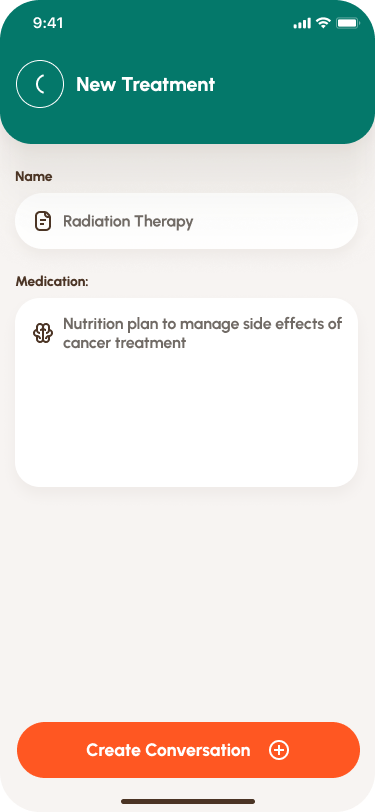 9:41
New Treatment
Name
Radiation Therapy
Medication:
Nutrition plan to manage side effects of
cancer treatment
Create Conversation